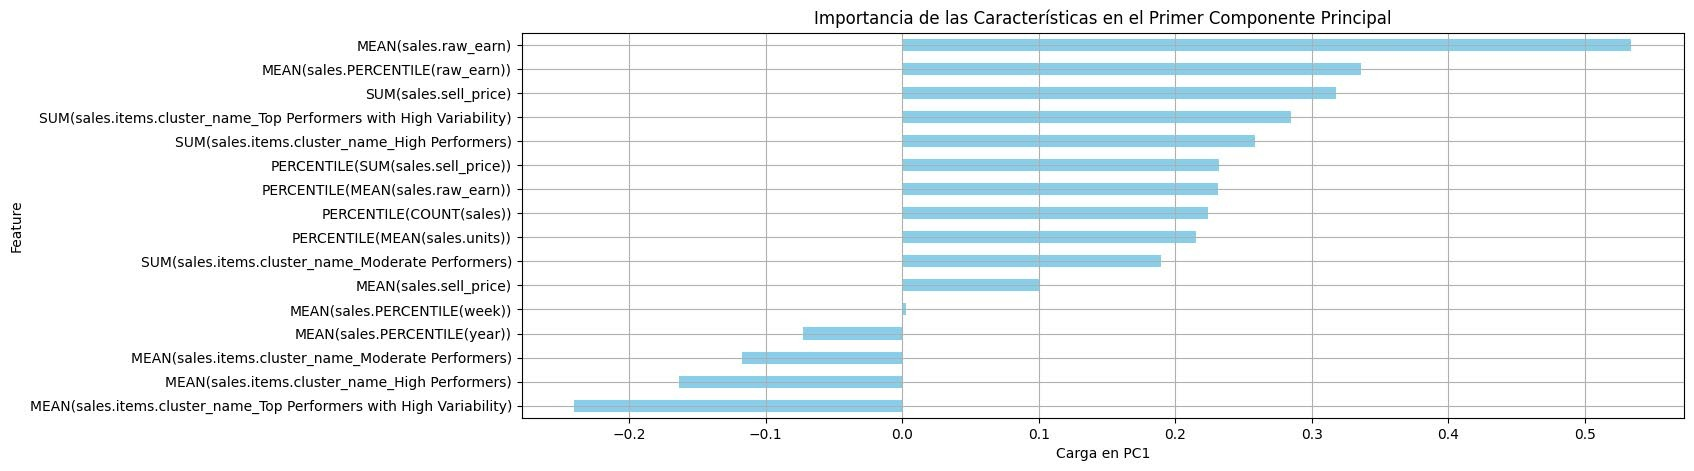 Importancia de las Características en el Primer Componente Principal
Feature
MEAN(sales.raw_earn)
MEAN(sales.PERCENTILE(raw_earn))
SUM(sales.sell_price)
SUM(sales.items.cluster_name_Top Performers with High Variability)
SUM(sales.items.cluster_name_High Performers)
PERCENTILE(SUM(sales.sell_price))
PERCENTILE(MEAN(sales.raw_earn))
PERCENTILE(COUNT(sales))
PERCENTILE(MEAN(sales.units))
SUM(sales.items.cluster_name_Moderate Performers)
MEAN(sales.sell_price)
MEAN(sales.PERCENTILE(week))
MEAN(sales.PERCENTILE(year))
MEAN(sales.items.cluster_name_Moderate Performers)
MEAN(sales.items.cluster_name_High Performers)
MEAN(sales.items.cluster_name_Top Performers with High Variability)
−0.2 −0.1 0.0 0.1 0.2 0.3 0.4 0.5
Carga en PC1